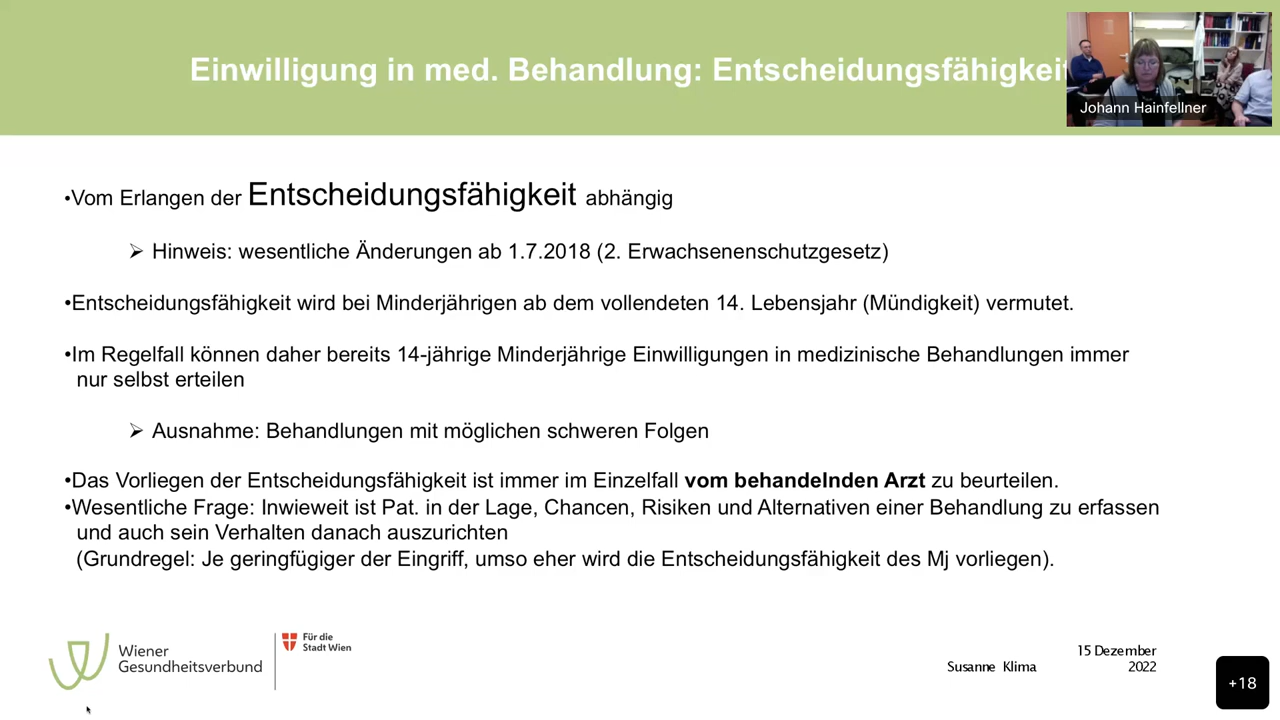 Einwilligung in med. Behandlung: Entscheidungsfähigkeit
Johann Hainfellner
•Vom Erlangen der Entscheidungsfähigkeit abhängig
➢ Hinweis: wesentliche Änderungen ab 1.7.2018 (2. Erwachsenenschutzgesetz)
•Entscheidungsfähigkeit wird bei Minderjährigen ab dem vollendeten 14. Lebensjahr (Mündigkeit) vermutet.
•Im Regelfall können daher bereits 14-jährige Minderjährige Einwilligungen in medizinische Behandlungen immer
nur selbst erteilen
➢ Ausnahme: Behandlungen mit möglichen schweren Folgen
•Das Vorliegen der Entscheidungsfähigkeit ist immer im Einzelfall vom behandelnden Arzt zu beurteilen.
•Wesentliche Frage: Inwieweit ist Pat. in der Lage, Chancen, Risiken und Alternativen einer Behandlung zu erfassen
und auch sein Verhalten danach auszurichten
(Grundregel: Je geringfügiger der Eingriff, umso eher wird die Entscheidungsfähigkeit des Mj vorliegen).
Wiener
Gesundheitsverbund
Für die
Stadt Wien
Susanne Klima
15 Dezember
2022
+18